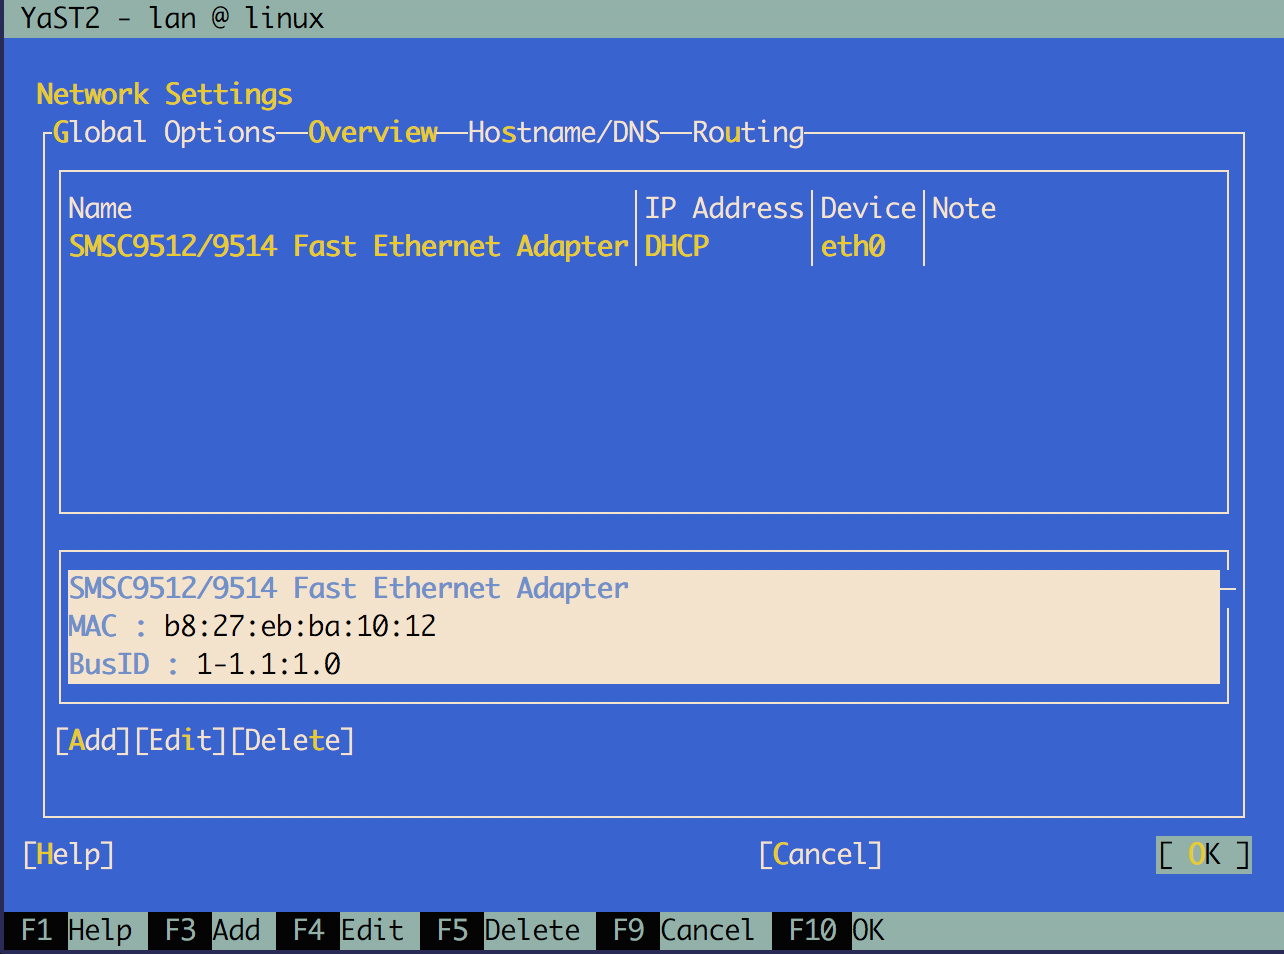 YaST2 - lan @ linux
Network Settings
Global Options Overview Hostname/DNS Routing
Name IP Address Device Note
SMSC9512/9514 Fast Ethernet Adapter DHCP eth0
SMSC9512/9514 Fast Ethernet Adapter
MAC : b8:27:eb:ba:10:12
BusID : 1-1.1:1.0
[Add][Edit][Delete]
[Help] [Cancel] [ OK ]
F1 Help F3 Add F4 Edit F5 Delete F9 Cancel F10 OK